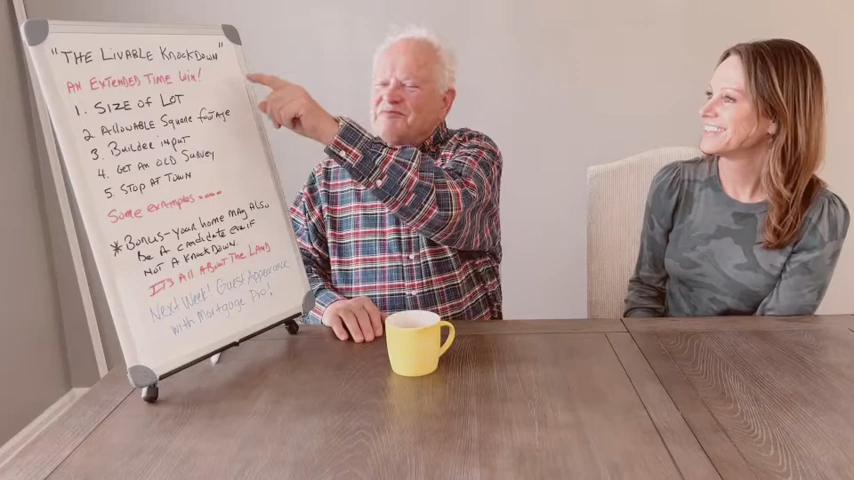 "THE LIVABLE KNOCKDOWN"
AN EXTENDED TIME WIN!
1. SIZE OF LOT
2 ALLOWABLE SQUARE FOOTAGE
3. Builder input
4. GET AN OLD SURVEY
5. STOP AT TOWN
Some examples.....
*BONUS-your home may Also
Be A candidate even if
NOT A KNOCKDOWN.
IT'S All About The LAND
Next Week! Guest Appearance
with Mortgage Pro!